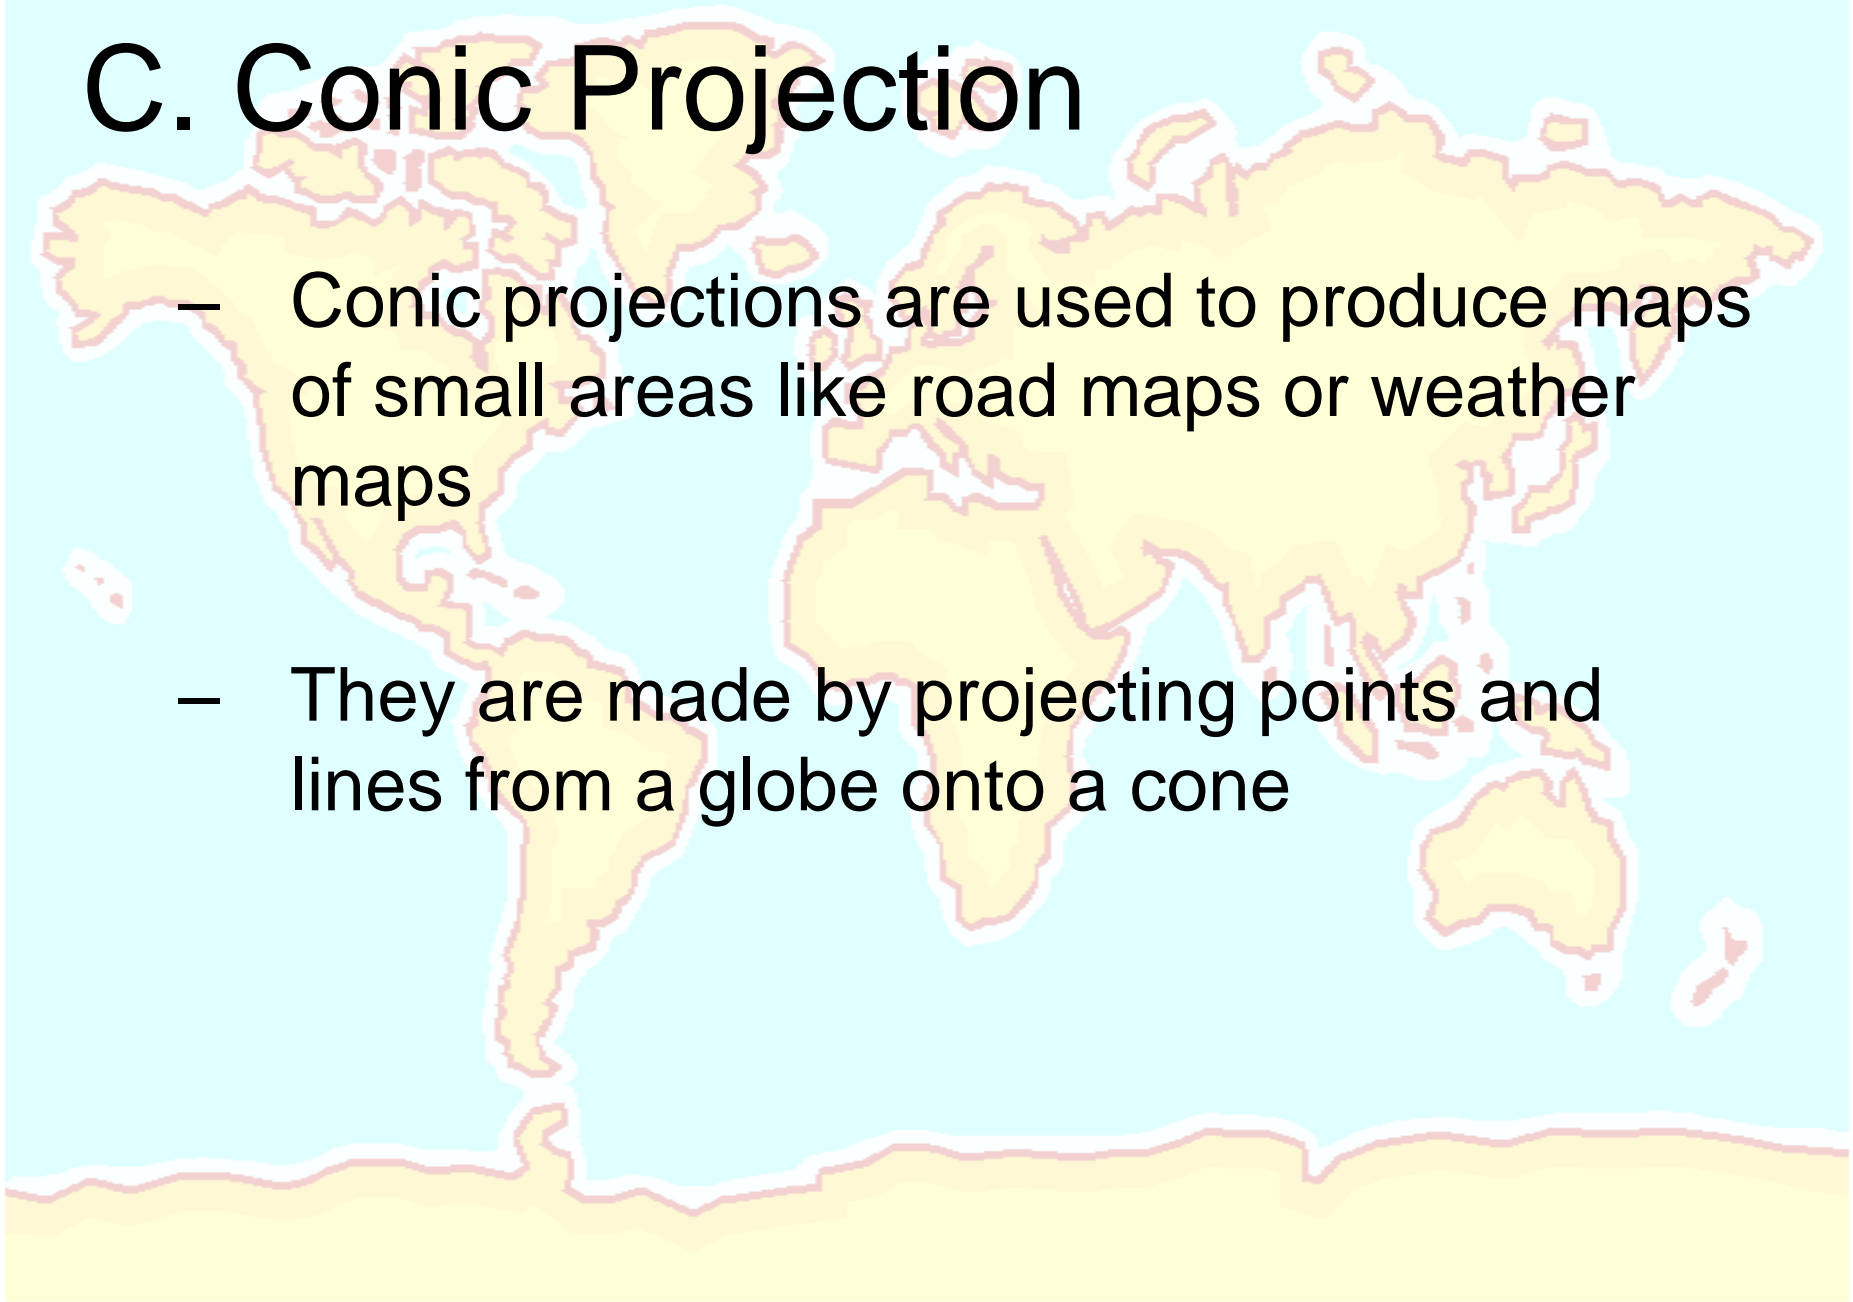 C. Conic Projection
– Conic projections are used to produce maps
of small areas like road maps or weather
maps
– They are made by projecting points and
lines from a globe onto a cone